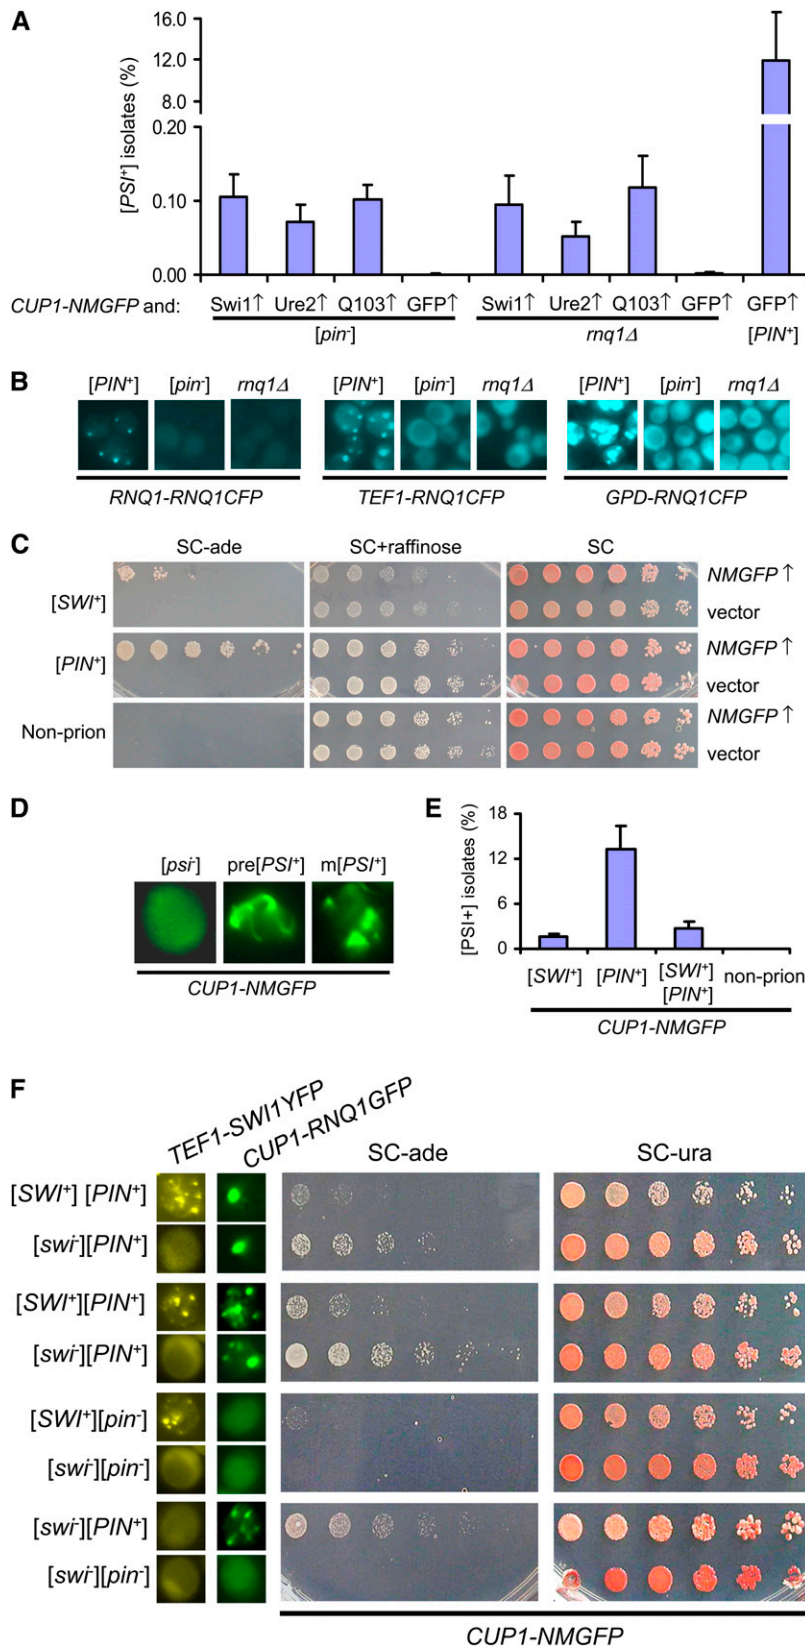 A
16.0
12.0
8.0
0.20
0.10
0.00
[PSI⁺] isolates (%)
CUP1-NMGFP and:
Swi1↑ Ure2↑ Q103↑ GFP↑ Swi1↑ Ure2↑ Q103↑ GFP↑ GFP↑
[pin⁻] rnq1Δ [PIN⁺]
B
[PIN⁺] [pin⁻] rnq1Δ [PIN⁺] [pin⁻] rnq1Δ [PIN⁺] [pin⁻] rnq1Δ
RNQ1-RNQ1CFP TEF1-RNQ1CFP GPD-RNQ1CFP
C
SC-ade SC+raffinose SC
[SWI⁺]
NMGFP ↑
vector
[PIN⁺]
NMGFP ↑
vector
Non-prion
NMGFP ↑
vector
D
[psi⁻] pre[PSI⁺] m[PSI⁺]
CUP1-NMGFP
E
18
12
6
0
[PSI+] isolates (%)
[SWI⁺] [PIN⁺] [SWI⁺] non-prion
[PIN⁺]
CUP1-NMGFP
F
TEF1-SWI1YFP
CUP1-RNQ1GFP
SC-ade SC-ura
[SWI⁺] [PIN⁺]
[swi⁻][PIN⁺]
[SWI⁺][PIN⁺]
[swi⁻][PIN⁺]
[SWI⁺][pin⁻]
[swi⁻][pin⁻]
[swi⁻][PIN⁺]
[swi⁻][pin⁻]
CUP1-NMGFP